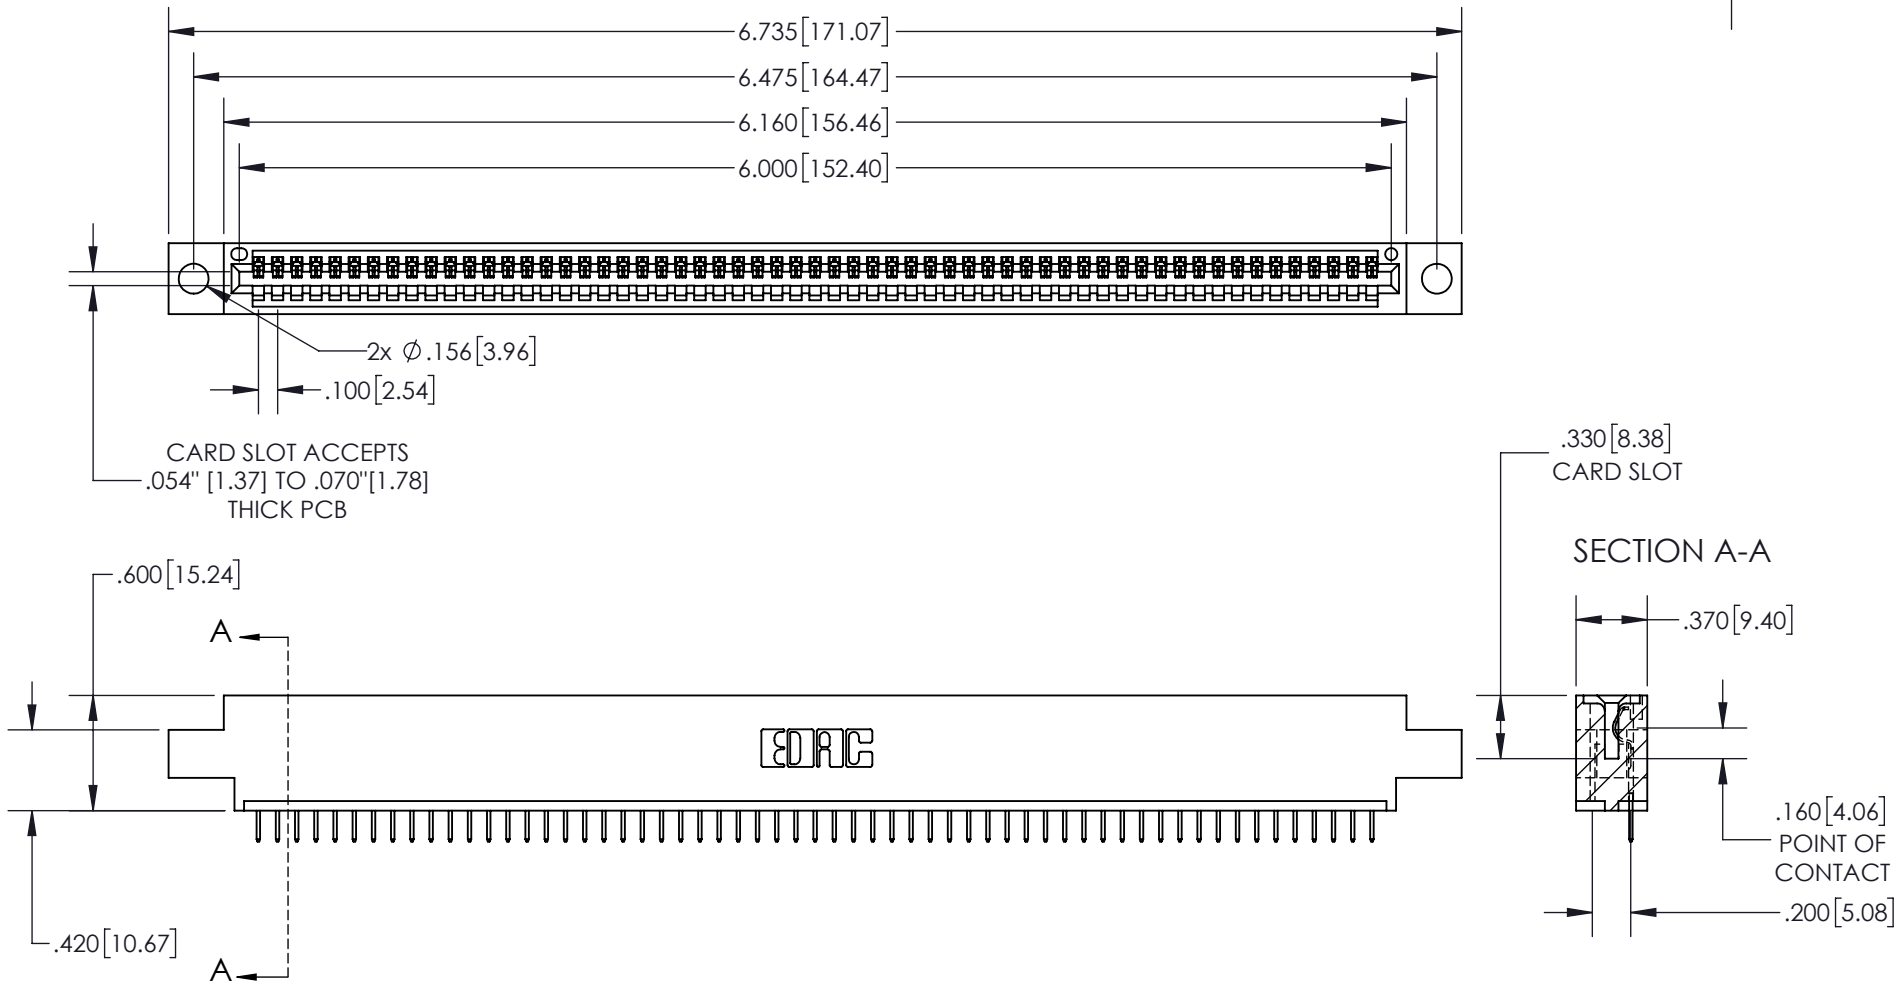 6.735[171.07]
6.475[164.47]
6.160[156.46]
6.000[152.40]
2x Ø.156[3.96]
.100[2.54]
CARD SLOT ACCEPTS
.054" [1.37] TO .070"[1.78]
THICK PCB
.330[8.38]
CARD SLOT
SECTION A-A
.600[15.24]
.370[9.40]
A
EDAC
.160[4.06]
POINT OF
CONTACT
.200[5.08]
.420[10.67]
A